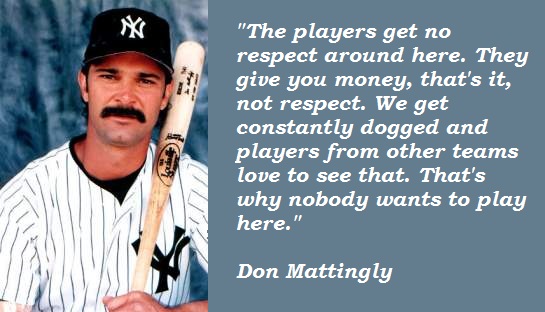 NY
"The players get no
respect around here. They
give you money, that's it,
not respect. We get
constantly dogged and
players from other teams
love to see that. That's
why nobody wants to play
here."
Don Mattingly